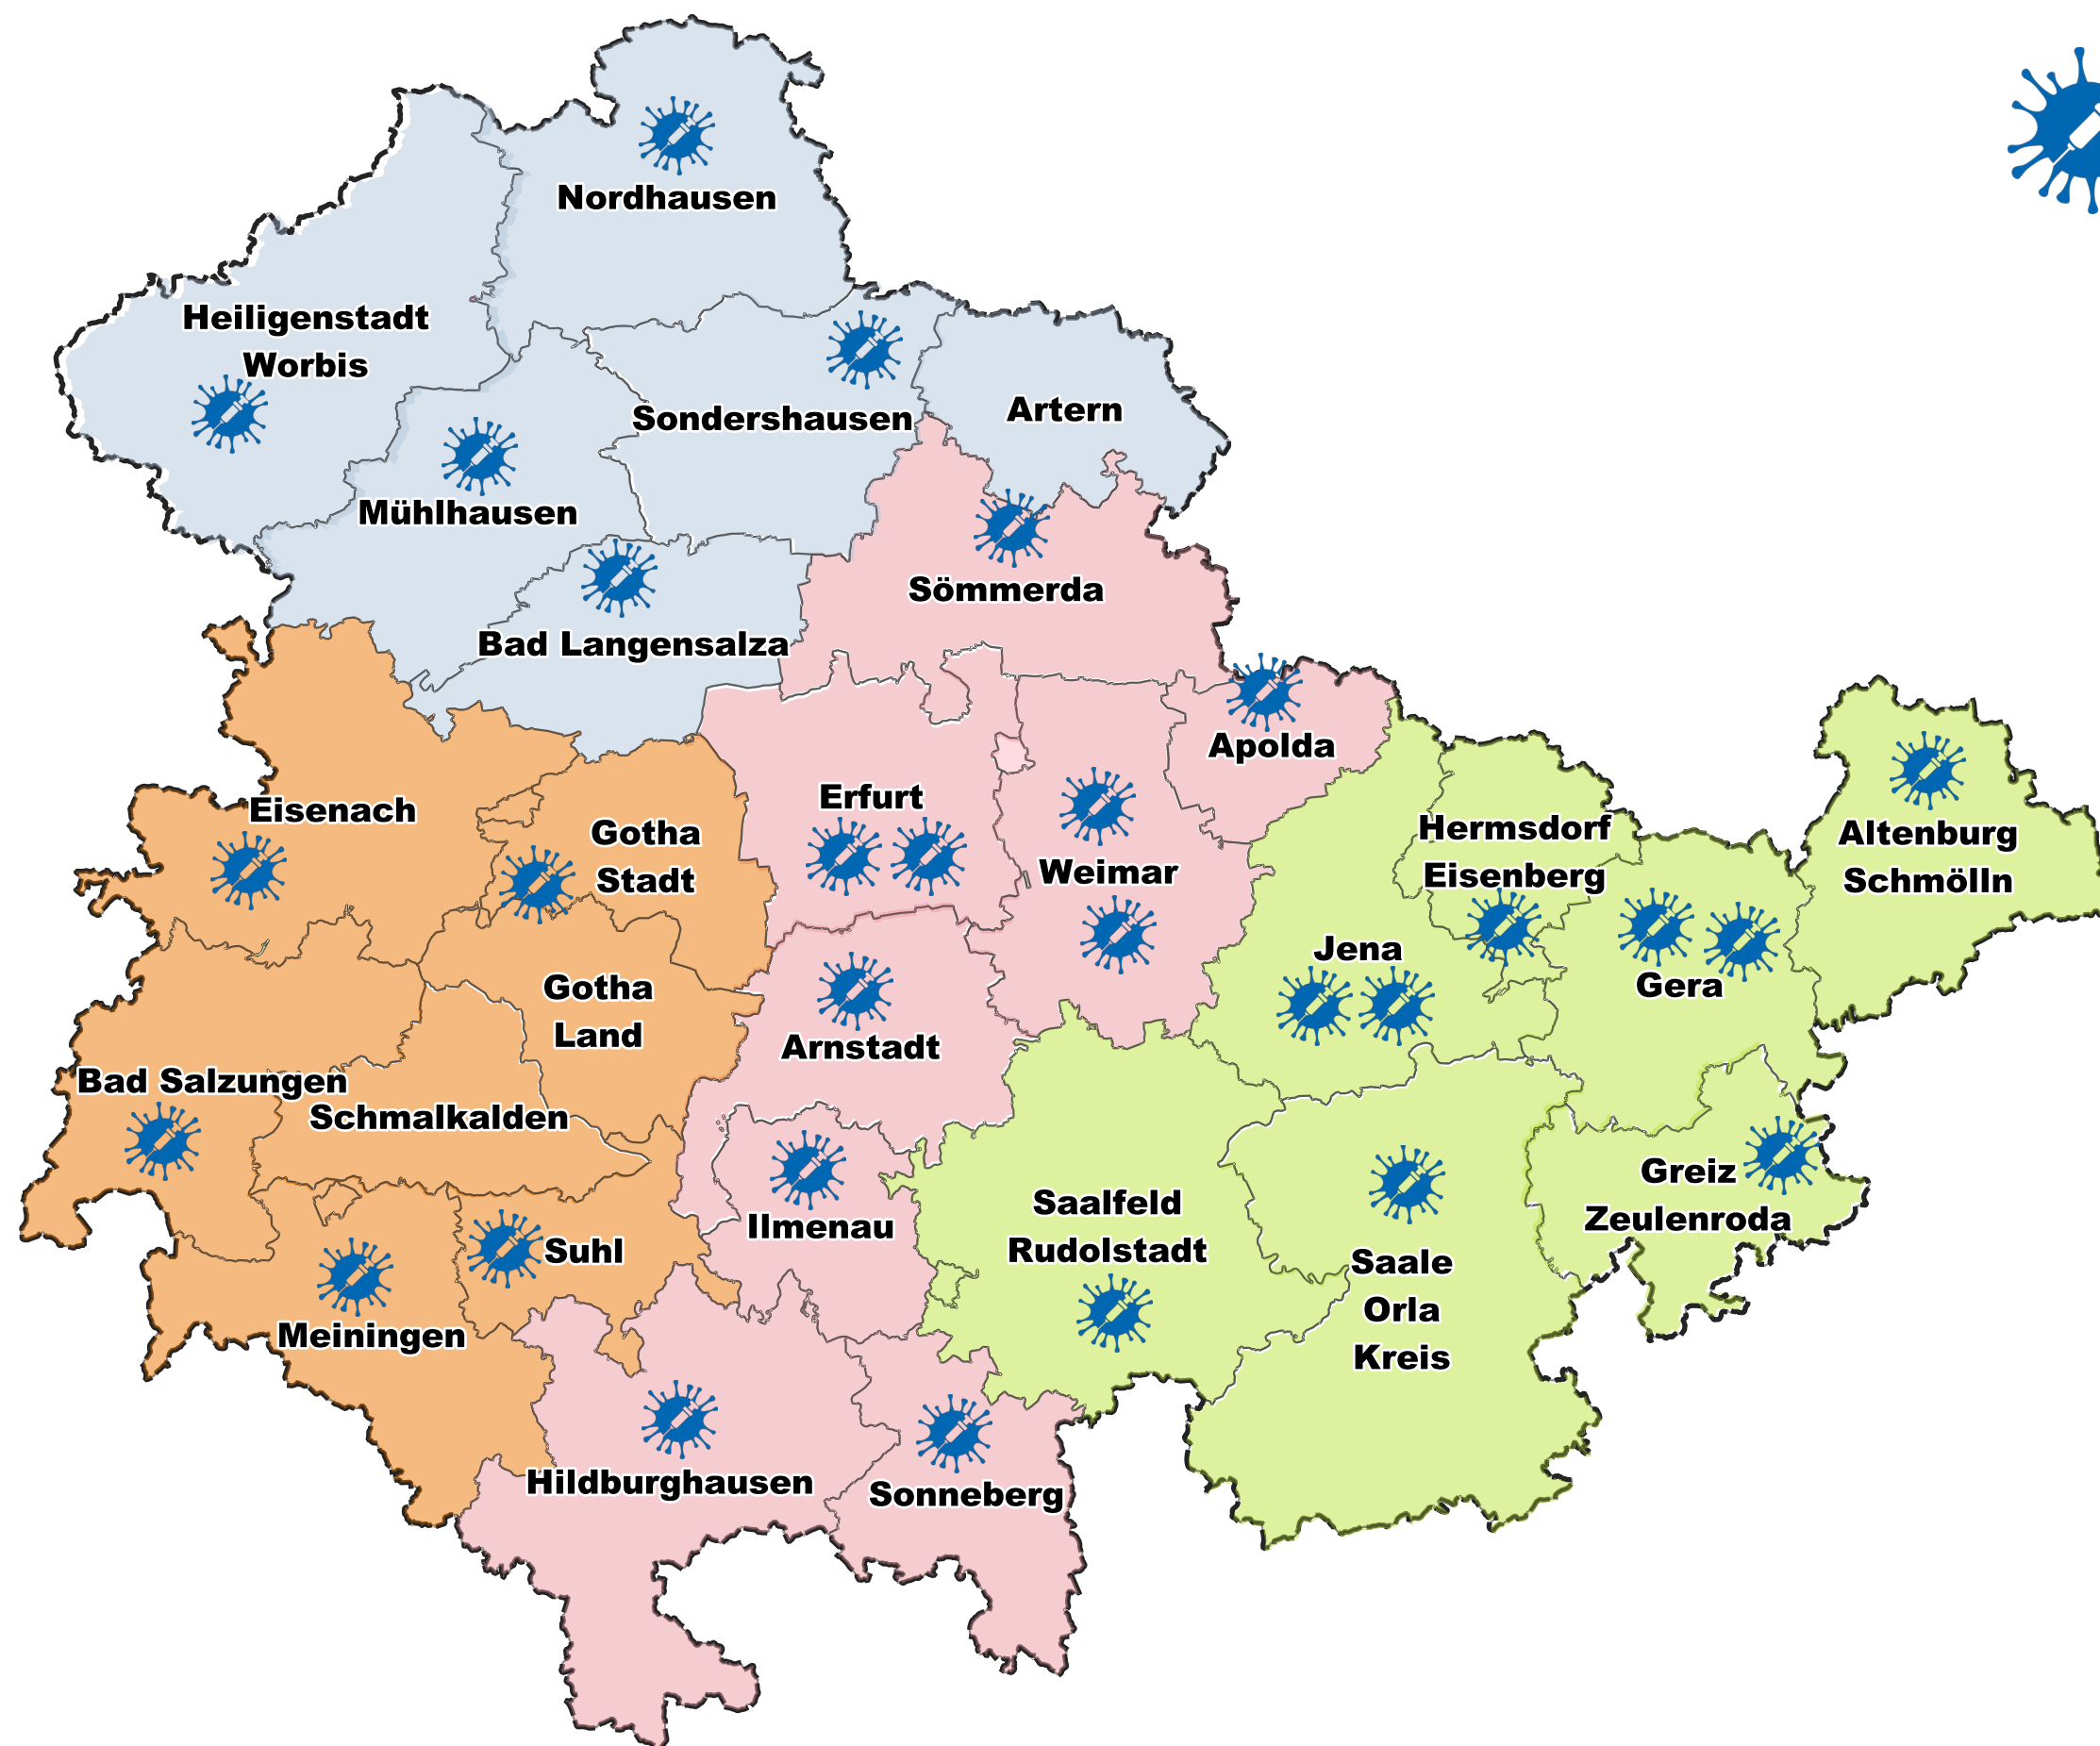 Nordhausen
Heiligenstadt
Worbis
Sondershausen
Artern
Mühlhausen
Sömmerda
Bad Langensalza
Apolda
Erfurt
Eisenach
Gotha
Stadt
Weimar
Hermsdorf
Eisenberg
Altenburg
Schmölln
Jena
Gera
Gotha
Land
Arnstadt
Bad Salzungen
Schmalkalden
Ilmenau
Saalfeld
Rudolstadt
Greiz
Zeulenroda
Suhl
Saale
Orla
Kreis
Meiningen
Hildburghausen
Sonneberg